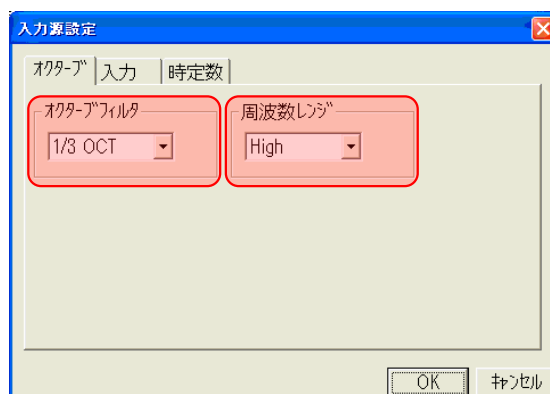 入力源設定
ｵｸﾀｰﾌﾞ 入力 時定数
ｵｸﾀｰﾌﾞﾌｨﾙﾀ 周波数ﾚﾝｼﾞ
1/3 OCT High
OK ｷｬﾝｾﾙ